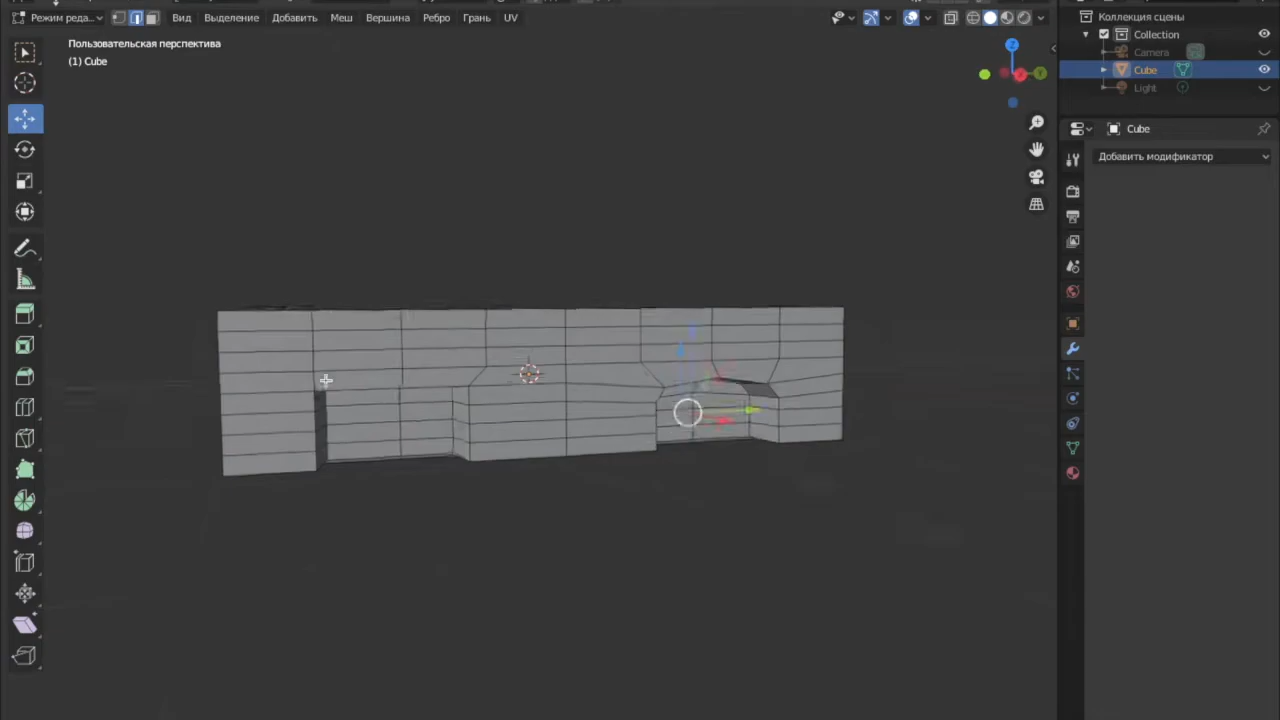 Режим реда... Вид Выделение Добавить Меш Вершина Ребро Грань UV
Пользовательская перспектива
(1) Cube
Коллекция сцены
Collection
Camera
Cube
Light
Cube
Добавить модификатор